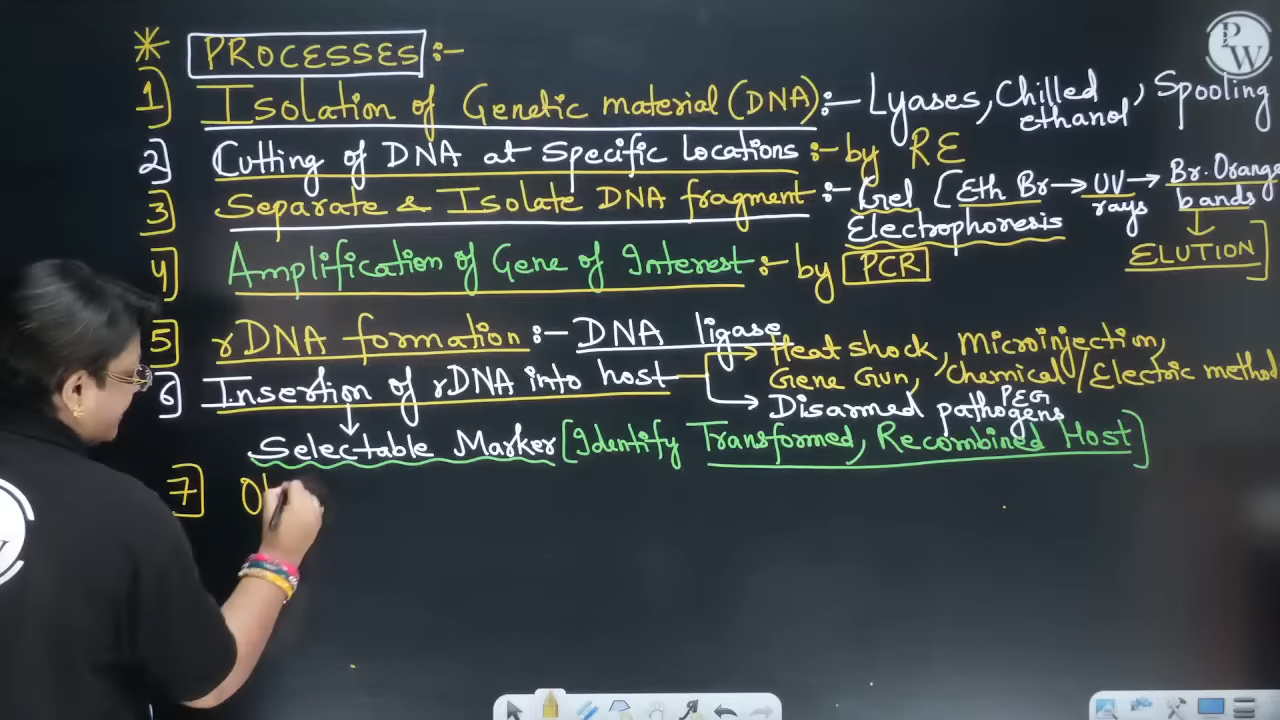 * PROCESSES :-
1) Isolation of Genetic material (DNA) :- Lyases, Chilled ethanol, Spooling
2) Cutting of DNA at Specific Locations :- by RE
3) Separate & Isolate DNA fragment :- Gel Electrophoresis [Eth Br → UV rays → Br. Orange bands
↓
ELUTION]
4) Amplification of Gene of Interest :- by PCR
5) rDNA formation :- DNA ligase
6) Insertion of rDNA into host → Heat shock, Microinjection,
Gene Gun, Chemical / Electric method
PEG
→ Disarmed pathogens
↓
Selectable Marker [Identify Transformed, Recombined Host]
7) Ob
PW
W